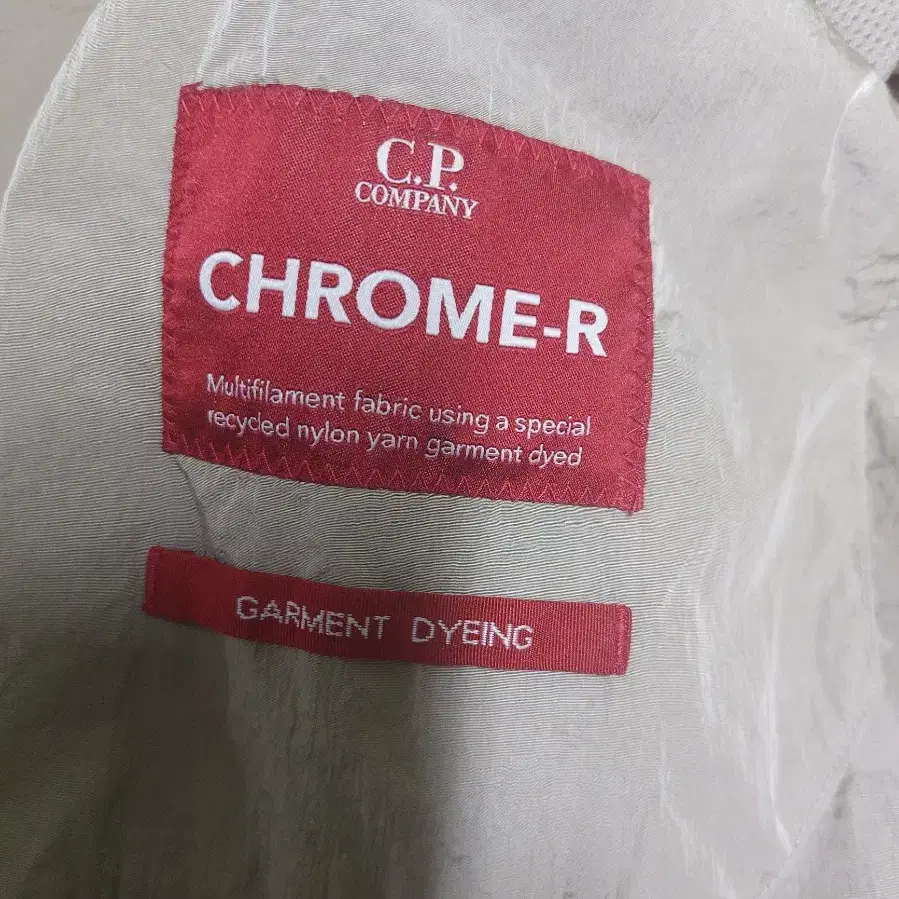 C.P.
COMPANY
CHROME-R
Multifilament fabric using a special
recycled nylon yarn garment dyed
GARMENT DYEING